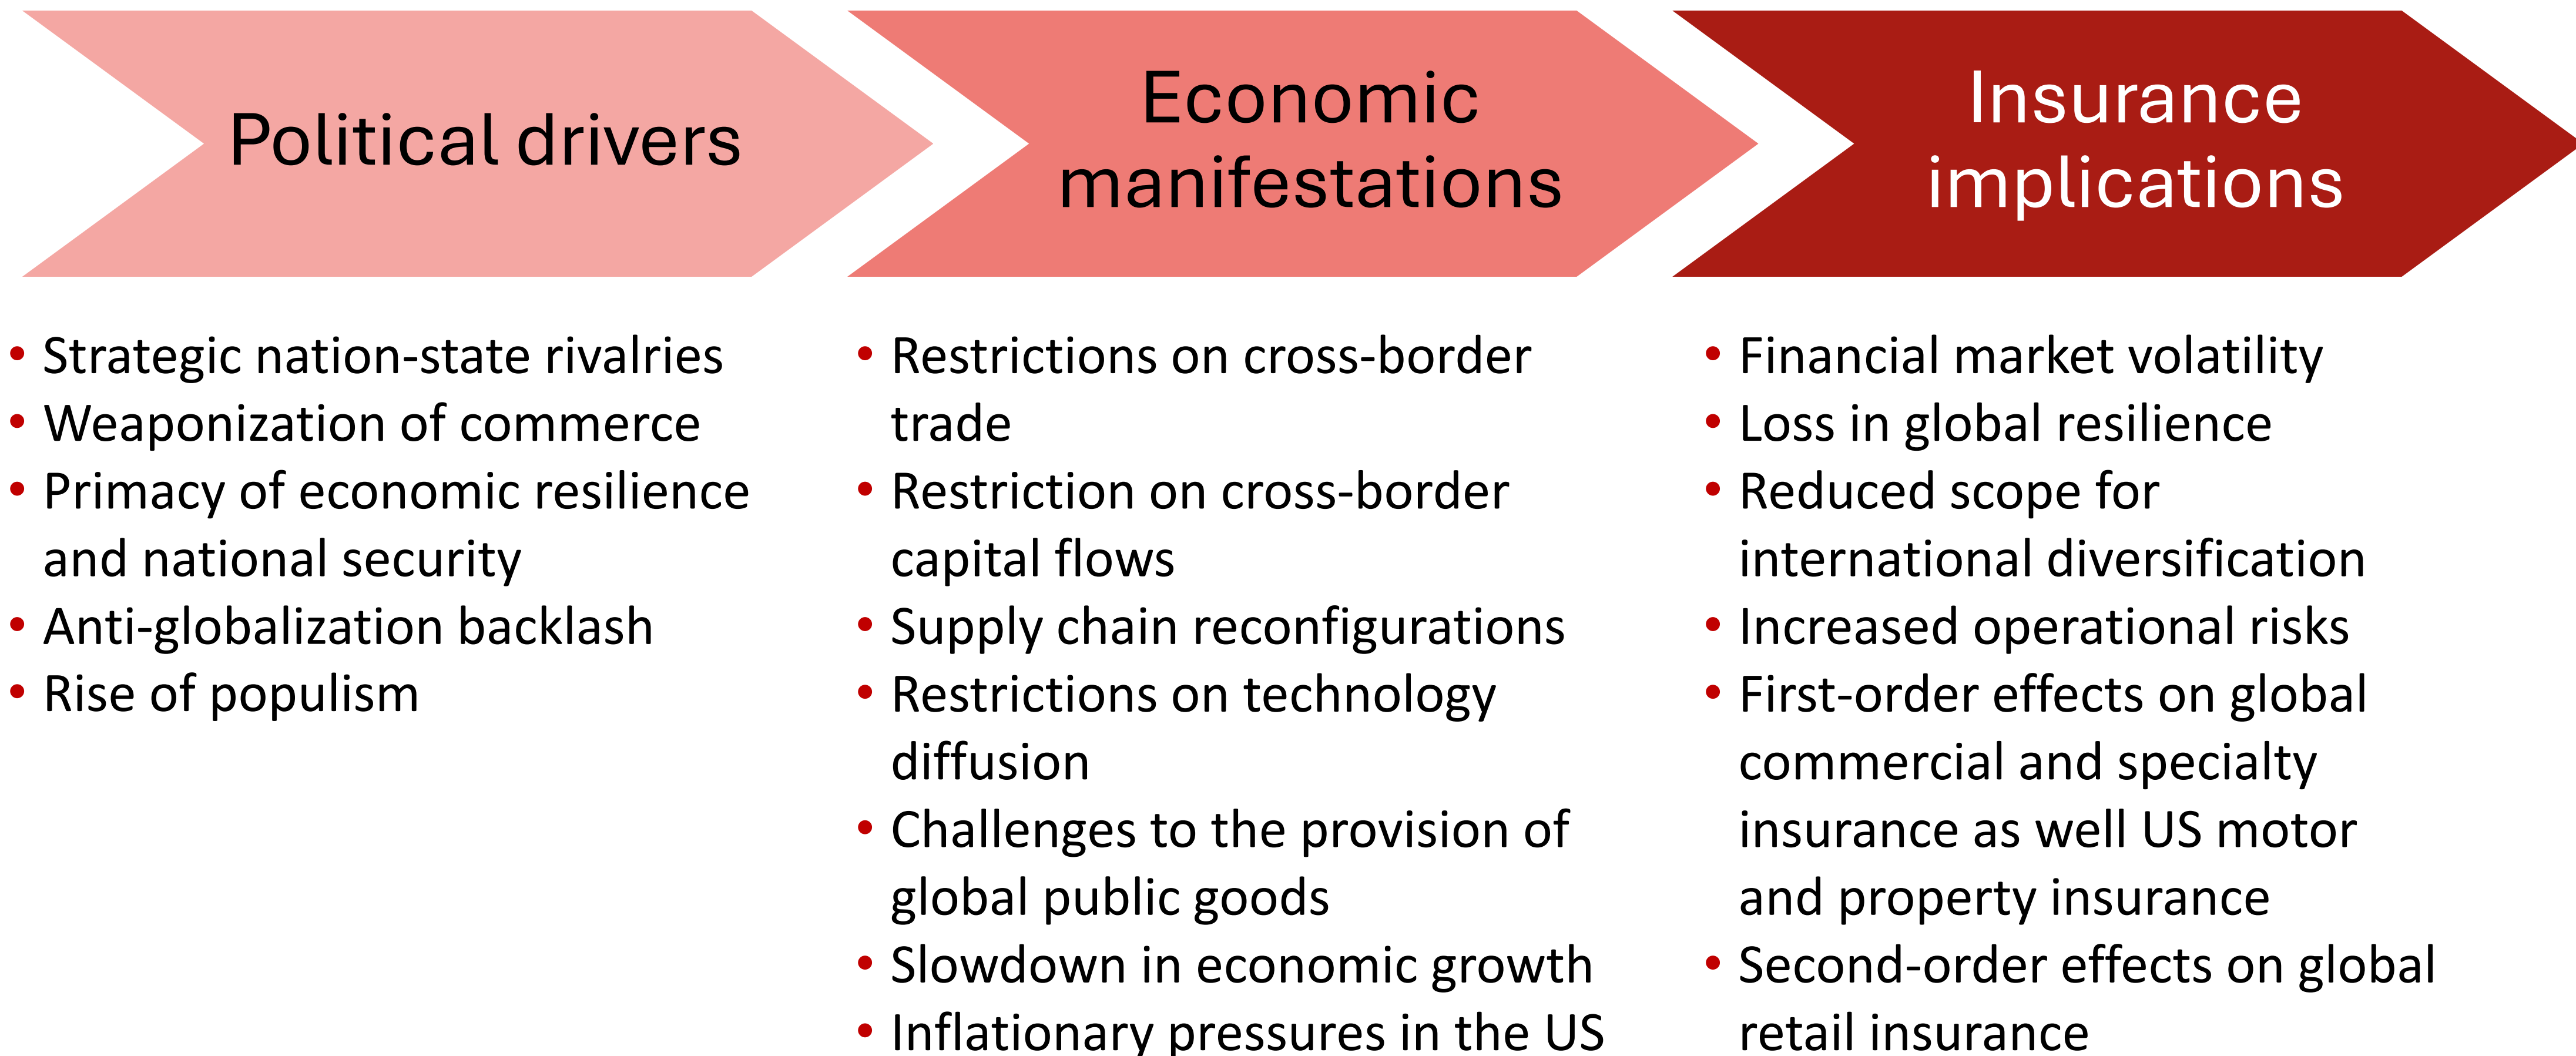 Political drivers
Economic
manifestations
Insurance
implications
• Strategic nation-state rivalries
• Weaponization of commerce
• Primacy of economic resilience
and national security
• Anti-globalization backlash
• Rise of populism
• Restrictions on cross-border
trade
• Restriction on cross-border
capital flows
• Supply chain reconfigurations
• Restrictions on technology
diffusion
• Challenges to the provision of
global public goods
• Slowdown in economic growth
• Inflationary pressures in the US
• Financial market volatility
• Loss in global resilience
• Reduced scope for
international diversification
• Increased operational risks
• First-order effects on global
commercial and specialty
insurance as well US motor
and property insurance
• Second-order effects on global
retail insurance